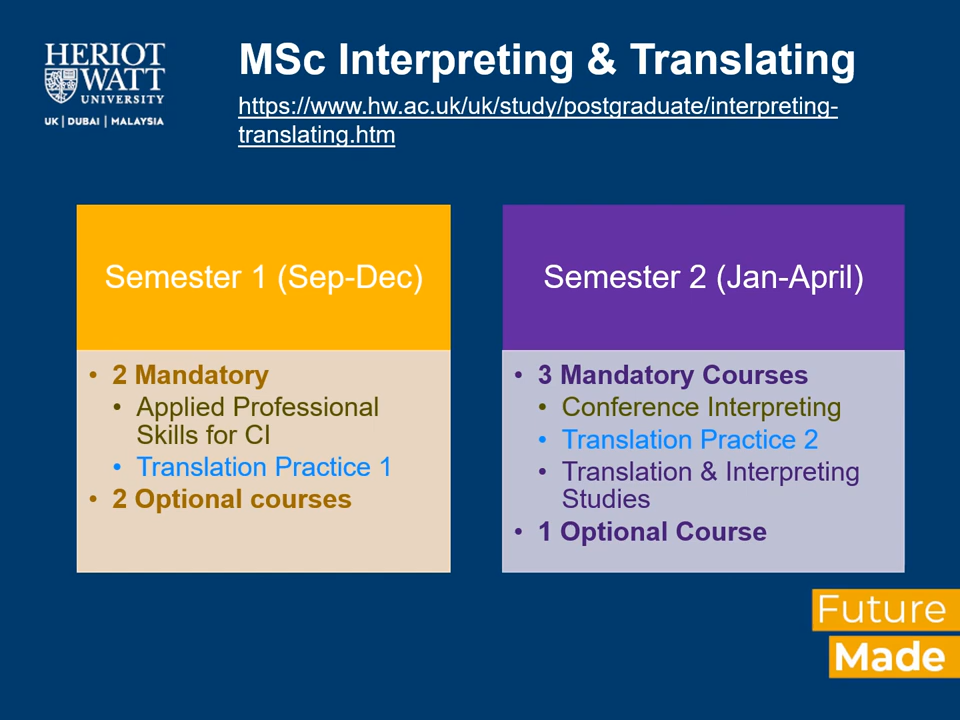 HERIOT
WATT
UNIVERSITY
UK | DUBAI | MALAYSIA
MSc Interpreting & Translating
https://www.hw.ac.uk/uk/study/postgraduate/interpreting-
translating.htm
Semester 1 (Sep-Dec)
• 2 Mandatory
• Applied Professional
Skills for CI
• Translation Practice 1
• 2 Optional courses
Semester 2 (Jan-April)
• 3 Mandatory Courses
• Conference Interpreting
• Translation Practice 2
• Translation & Interpreting
Studies
• 1 Optional Course
Future
Made